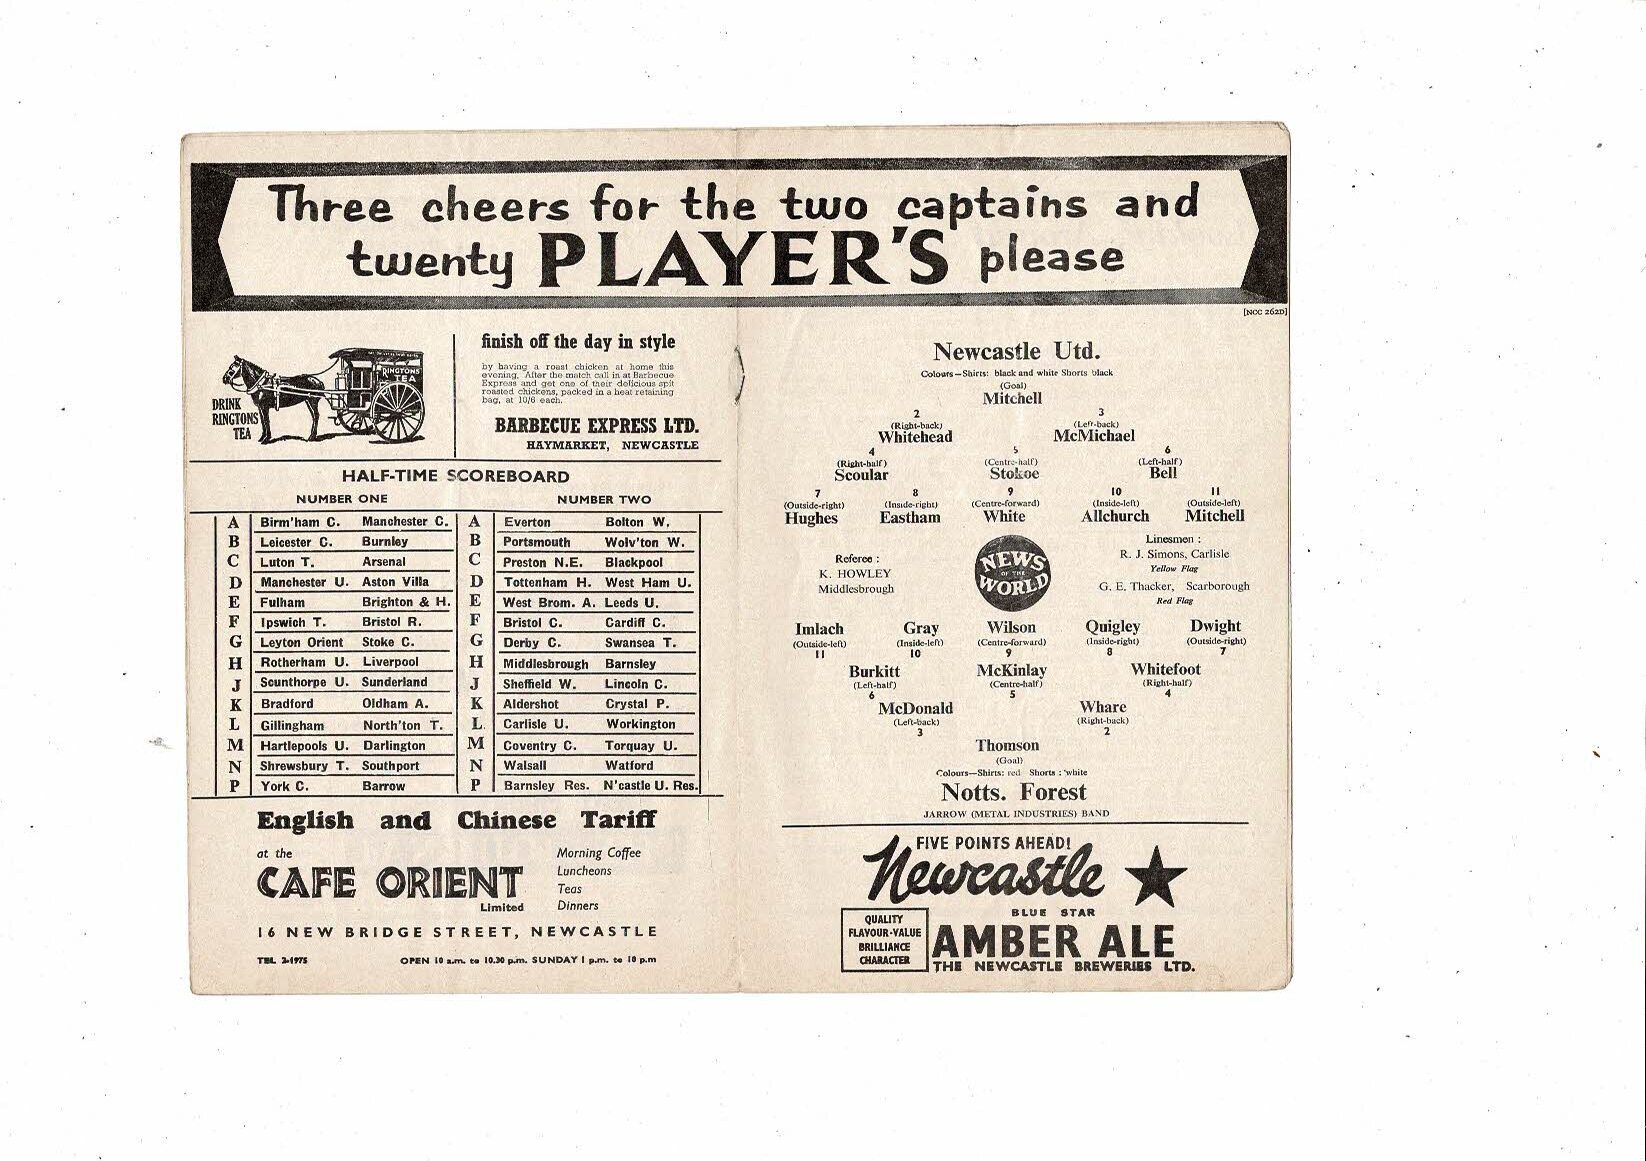 Three cheers for the two captains and
twenty PLAYER'S please
[NCC 262D]
DRINK
RINGTONS
TEA
RINGTONS
TEA
finish off the day in style
by having a roast chicken at home this
evening. After the match call in at Barbecue
Express and get one of their delicious spit
roasted chickens, packed in a heat retaining
bag, at 10/6 each.
BARBECUE EXPRESS LTD.
HAYMARKET, NEWCASTLE
HALF-TIME SCOREBOARD
NUMBER ONE NUMBER TWO
A Birm'ham C. Manchester C. A Everton Bolton W.
B Leicester C. Burnley B Portsmouth Wolv'ton W.
C Luton T. Arsenal C Preston N.E. Blackpool
D Manchester U. Aston Villa D Tottenham H. West Ham U.
E Fulham Brighton & H. E West Brom. A. Leeds U.
F Ipswich T. Bristol R. F Bristol C. Cardiff C.
G Leyton Orient Stoke C. G Derby C. Swansea T.
H Rotherham U. Liverpool H Middlesbrough Barnsley
J Scunthorpe U. Sunderland J Sheffield W. Lincoln C.
K Bradford Oldham A. K Aldershot Crystal P.
L Gillingham North'ton T. L Carlisle U. Workington
M Hartlepools U. Darlington M Coventry C. Torquay U.
N Shrewsbury T. Southport N Walsall Watford
P York C. Barrow P Barnsley Res. N'castle U. Res.
English and Chinese Tariff
at the
CAFE ORIENT
Limited
Morning Coffee
Luncheons
Teas
Dinners
16 NEW BRIDGE STREET, NEWCASTLE
TEL 2-1975 OPEN 10 a.m. to 10.30 p.m. SUNDAY 1 p.m. to 10 p.m
Newcastle Utd.
Colours—Shirts: black and white Shorts black
(Goal)
Mitchell
2 3
(Right-back) (Left-back)
Whitehead McMichael
4 5 6
(Right-half) (Centre-half) (Left-half)
Scoular Stokoe Bell
7 8 9 10 11
(Outside-right) (Inside-right) (Centre-forward) (Inside-left) (Outside-left)
Hughes Eastham White Allchurch Mitchell
Referee :
K. HOWLEY
Middlesbrough
NEWS
OF THE
WORLD
Linesmen :
R. J. Simons, Carlisle
Yellow Flag
G. E. Thacker, Scarborough
Red Flag
Imlach Gray Wilson Quigley Dwight
(Outside-left) (Inside-left) (Centre-forward) (Inside-right) (Outside-right)
11 10 9 8 7
Burkitt McKinlay Whitefoot
(Left-half) (Centre-half) (Right-half)
6 5 4
McDonald Whare
(Left-back) (Right-back)
3 2
Thomson
(Goal)
Colours—Shirts: red Shorts : white
Notts. Forest
JARROW (METAL INDUSTRIES) BAND
FIVE POINTS AHEAD!
Newcastle
BLUE STAR
QUALITY
FLAVOUR-VALUE
BRILLIANCE
CHARACTER
AMBER ALE
THE NEWCASTLE BREWERIES LTD.